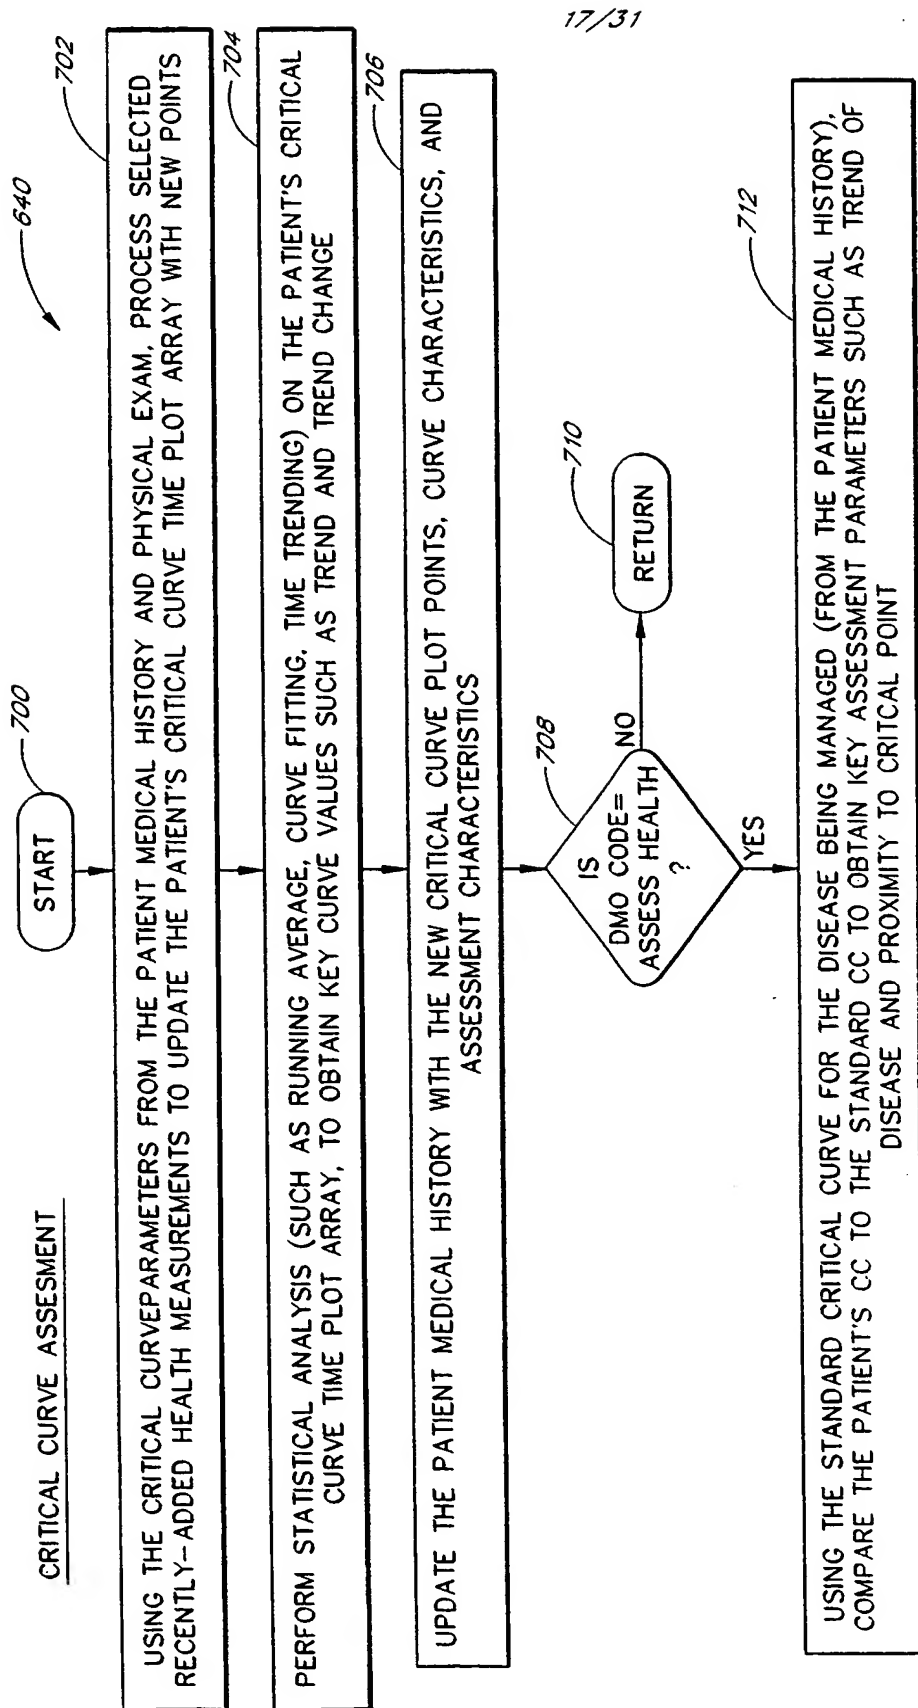 17/31
CRITICAL CURVE ASSESMENT
640
700
START
702
USING THE CRITICAL CURVEPARAMETERS FROM THE PATIENT MEDICAL HISTORY AND PHYSICAL EXAM, PROCESS SELECTED
RECENTLY-ADDED HEALTH MEASUREMENTS TO UPDATE THE PATIENT'S CRITICAL CURVE TIME PLOT ARRAY WITH NEW POINTS
704
PERFORM STATISTICAL ANALYSIS (SUCH AS RUNNING AVERAGE, CURVE FITTING, TIME TRENDING) ON THE PATIENT'S CRITICAL
CURVE TIME PLOT ARRAY, TO OBTAIN KEY CURVE VALUES SUCH AS TREND AND TREND CHANGE
706
UPDATE THE PATIENT MEDICAL HISTORY WITH THE NEW CRITICAL CURVE PLOT POINTS, CURVE CHARACTERISTICS, AND
ASSESSMENT CHARACTERISTICS
708
IS
DMO CODE=
ASSESS HEALTH
?
NO
710
RETURN
YES
712
USING THE STANDARD CRITICAL CURVE FOR THE DISEASE BEING MANAGED (FROM THE PATIENT MEDICAL HISTORY),
COMPARE THE PATIENT'S CC TO THE STANDARD CC TO OBTAIN KEY ASSESSMENT PARAMETERS SUCH AS TREND OF
DISEASE AND PROXIMITY TO CRITCAL POINT